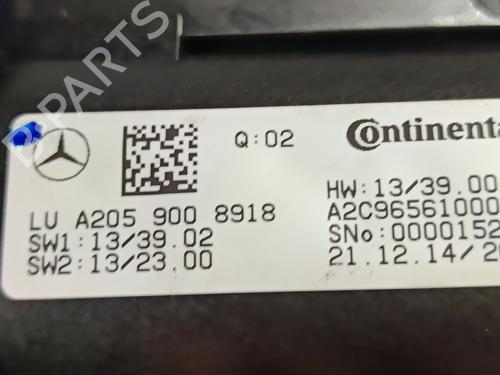 B PARTS
Q:02
Continenta
LU A205 900 8918
SW1:13/39.02
SW2:13/23.00
HW:13/39.00
A2C96561000
SNo:0000152
21.12.14/2